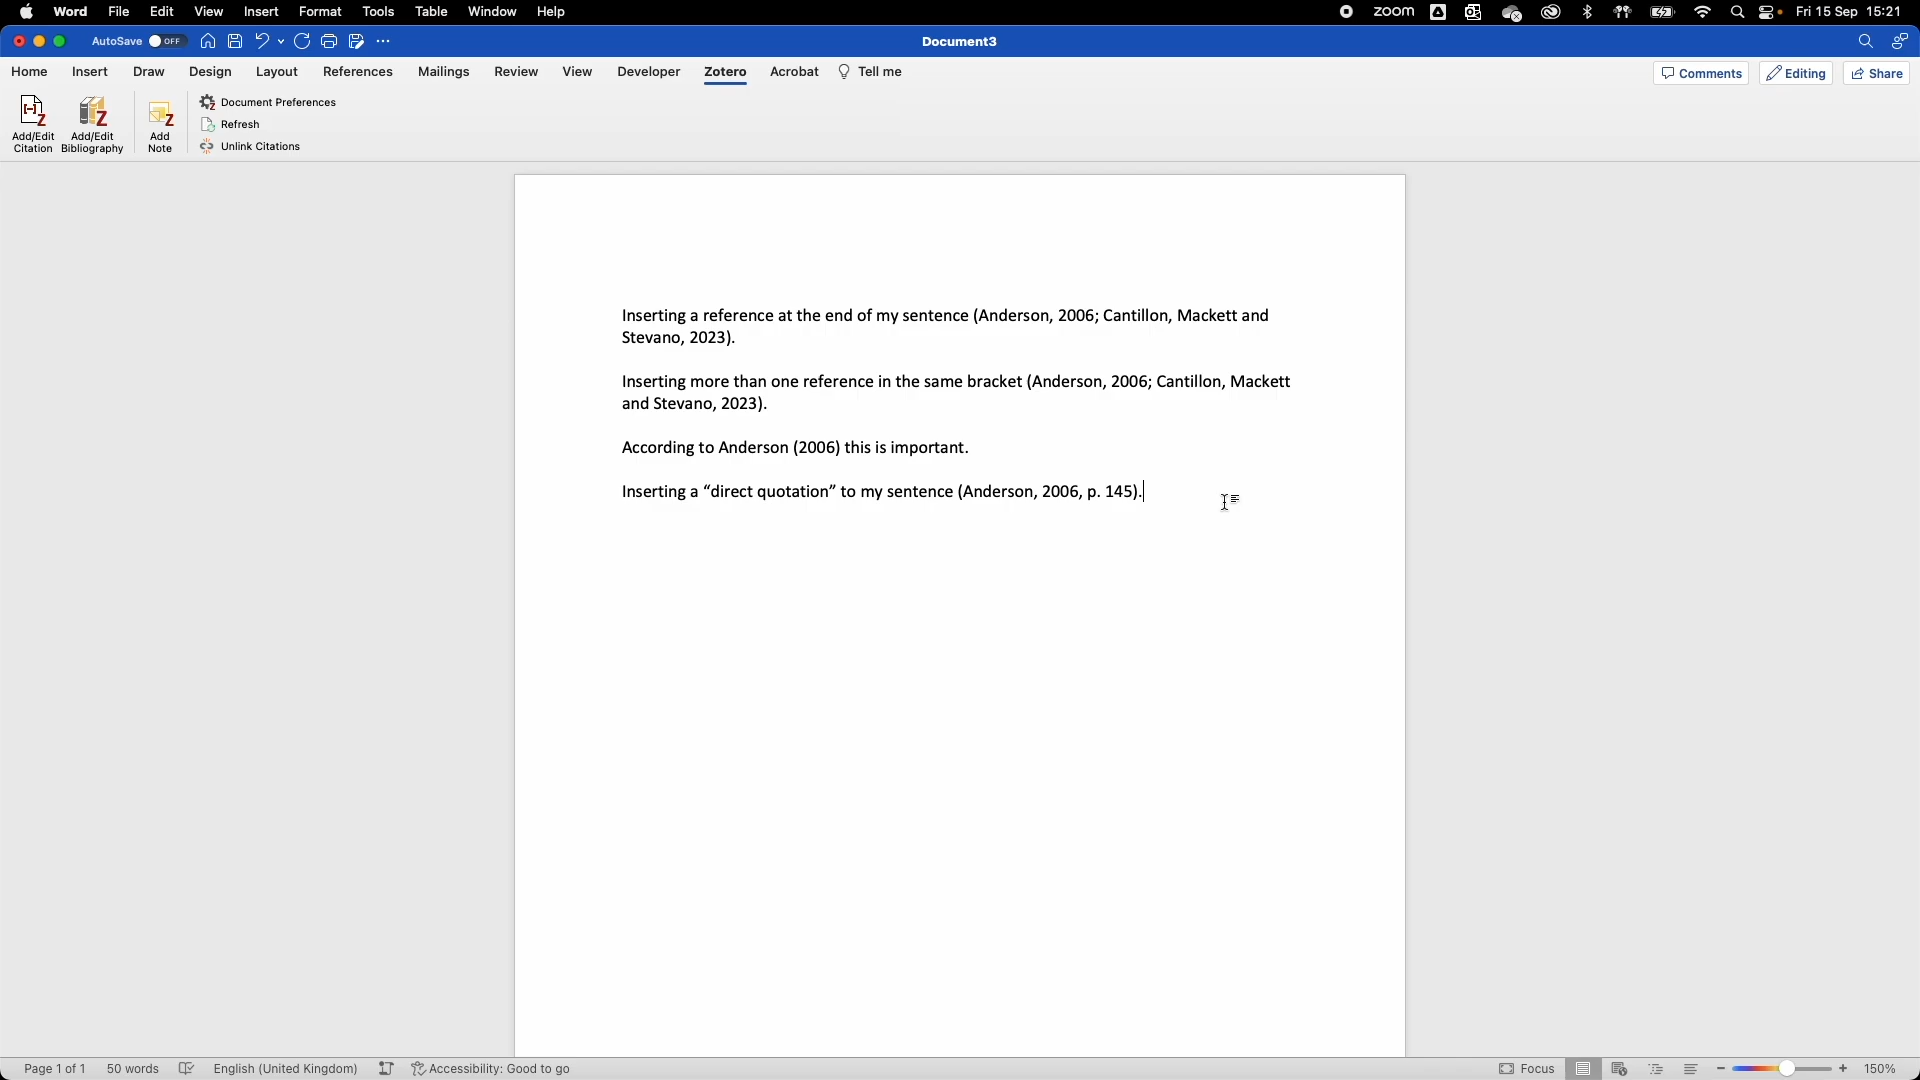 Word File Edit View Insert Format Tools Table Window Help zoom Fri 15 Sep 15:21
AutoSave OFF Document3
Home Insert Draw Design Layout References Mailings Review View Developer Zotero Acrobat Tell me Comments Editing Share
Add/Edit Citation
Add/Edit Bibliography
Add Note
Document Preferences
Refresh
Unlink Citations
Inserting a reference at the end of my sentence (Anderson, 2006; Cantillon, Mackett and
Stevano, 2023).
Inserting more than one reference in the same bracket (Anderson, 2006; Cantillon, Mackett
and Stevano, 2023).
According to Anderson (2006) this is important.
Inserting a “direct quotation” to my sentence (Anderson, 2006, p. 145).
Page 1 of 1 50 words English (United Kingdom) Accessibility: Good to go Focus 150%